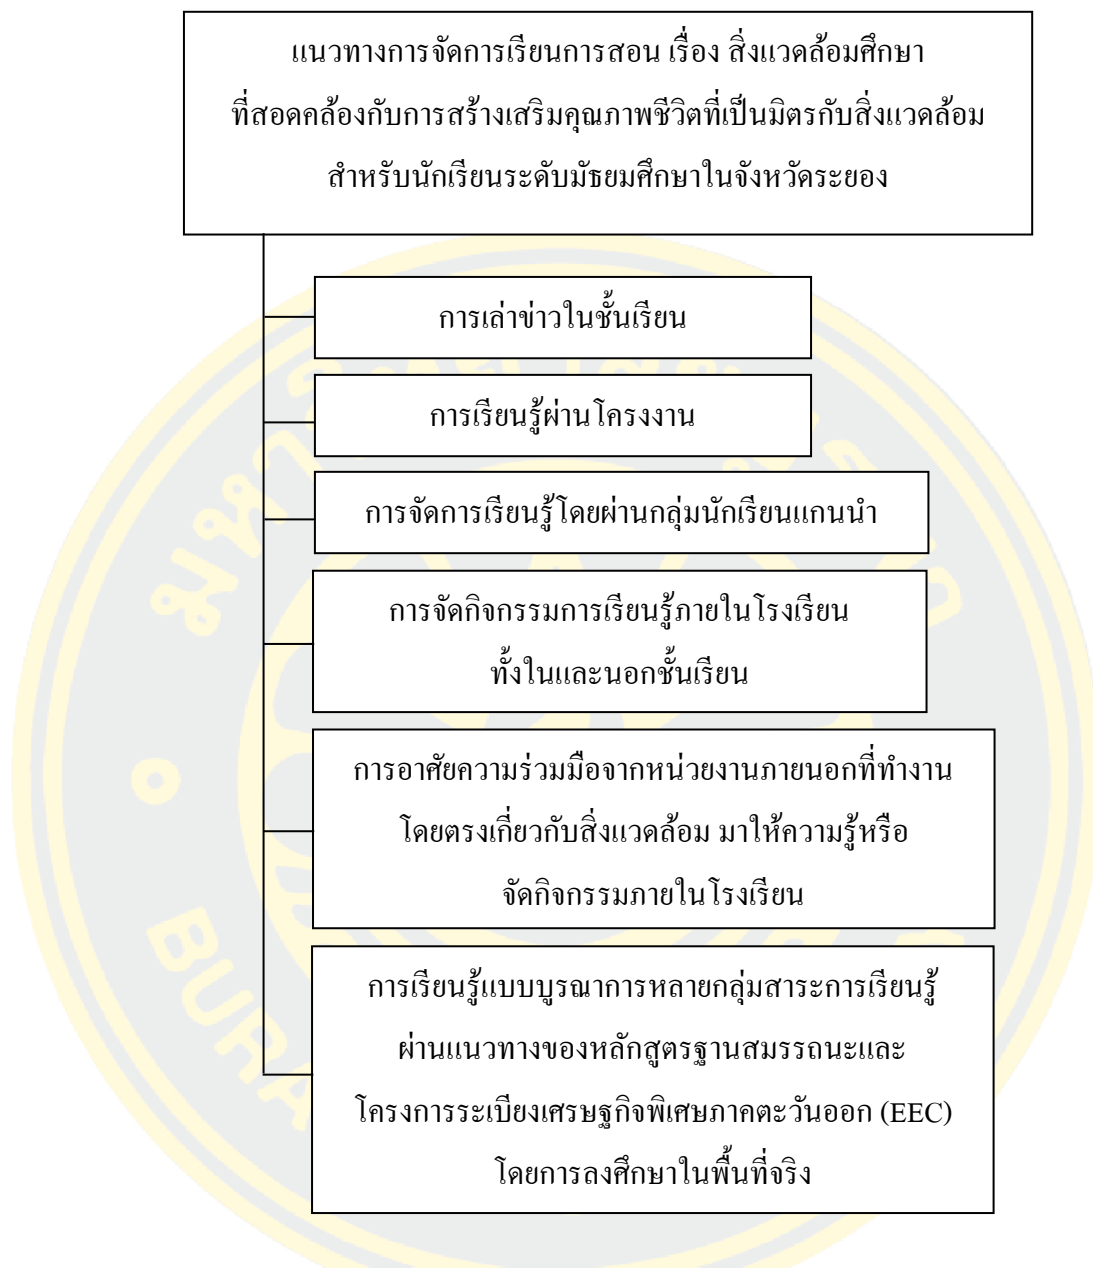 แนวทางการจัดการเรียนการสอน เรื่อง สิ่งแวดล้อมศึกษา
ที่สอดคล้องกับการสร้างเสริมคุณภาพชีวิตที่เป็นมิตรกับสิ่งแวดล้อม
สำหรับนักเรียนระดับมัธยมศึกษาในจังหวัดระยอง
การเล่าข่าวในชั้นเรียน
การเรียนรู้ผ่านโครงงาน
การจัดการเรียนรู้โดยผ่านกลุ่มนักเรียนแกนนำ
การจัดกิจกรรมการเรียนรู้ภายในโรงเรียน
ทั้งในและนอกชั้นเรียน
การอาศัยความร่วมมือจากหน่วยงานภายนอกที่ทำงาน
โดยตรงเกี่ยวกับสิ่งแวดล้อม มาให้ความรู้หรือ
จัดกิจกรรมภายในโรงเรียน
การเรียนรู้แบบบูรณาการหลายกลุ่มสาระการเรียนรู้
ผ่านแนวทางของหลักสูตรฐานสมรรถนะและ
โครงการระเบียงเศรษฐกิจพิเศษภาคตะวันออก (EEC)
โดยการลงศึกษาในพื้นที่จริง